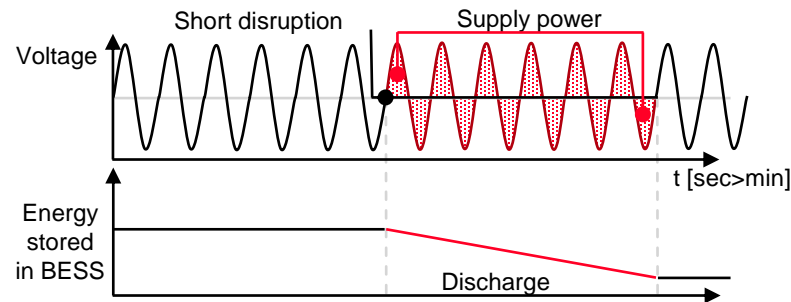 Short disruption
Supply power
Voltage
t [sec>min]
Energy
stored
in BESS
Discharge